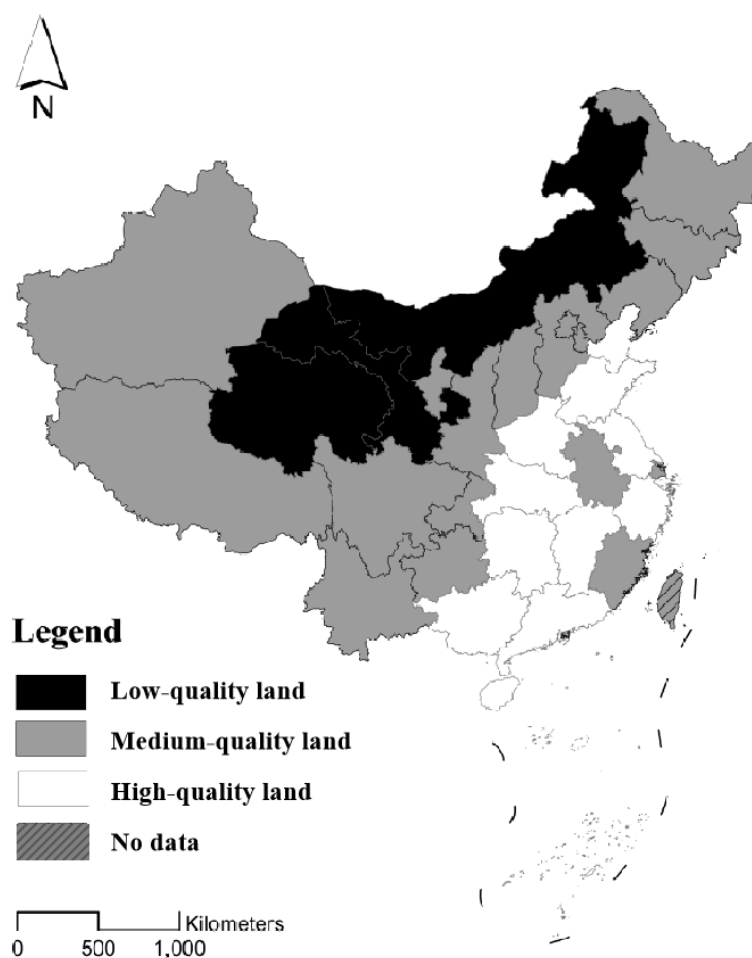 N
Legend
Low-quality land
Medium-quality land
High-quality land
No data
Kilometers
0 500 1,000